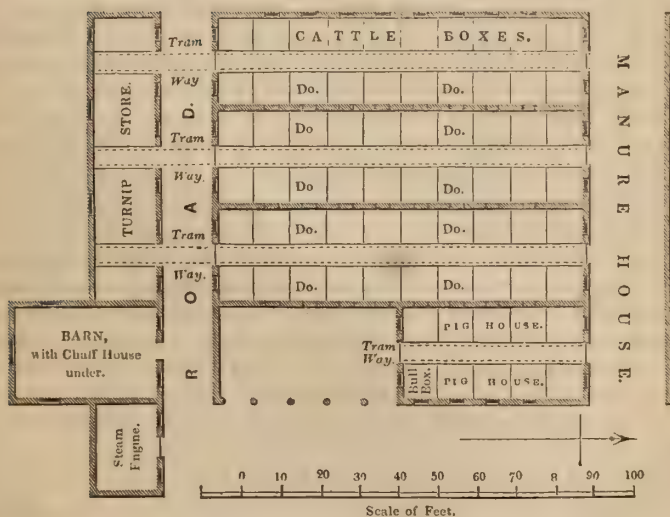 Tram CATTLE BOXES.
Way Do. Do.
STORE.
Tram Do Do.
Way. Do Do.
TURNIP
Tram Do. Do.
Way. Do. Do.
ROAD.
MANURE HOUSE.
BARN,
with Chaff House
under.
PIG HOUSE.
Tram
Way.
Bull
Box.
PIG HOUSE.
Steam
Engine.
0 10 20 30 40 50 60 70 8 90 100
Scale of Feet.